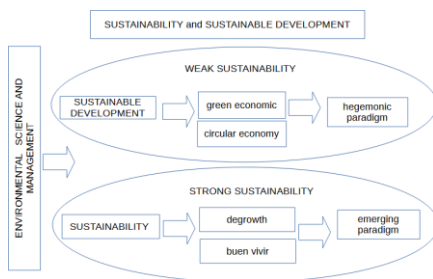 SUSTAINABILITY and SUSTAINABLE DEVELOPMENT
ENVIRONMENTAL SCIENCE AND
MANAGEMENT
WEAK SUSTAINABILITY
SUSTAINABLE
DEVELOPMENT
green economic
circular economy
hegemonic
paradigm
STRONG SUSTAINABILITY
SUSTAINABILITY
degrowth
buen vivir
emerging
paradigm